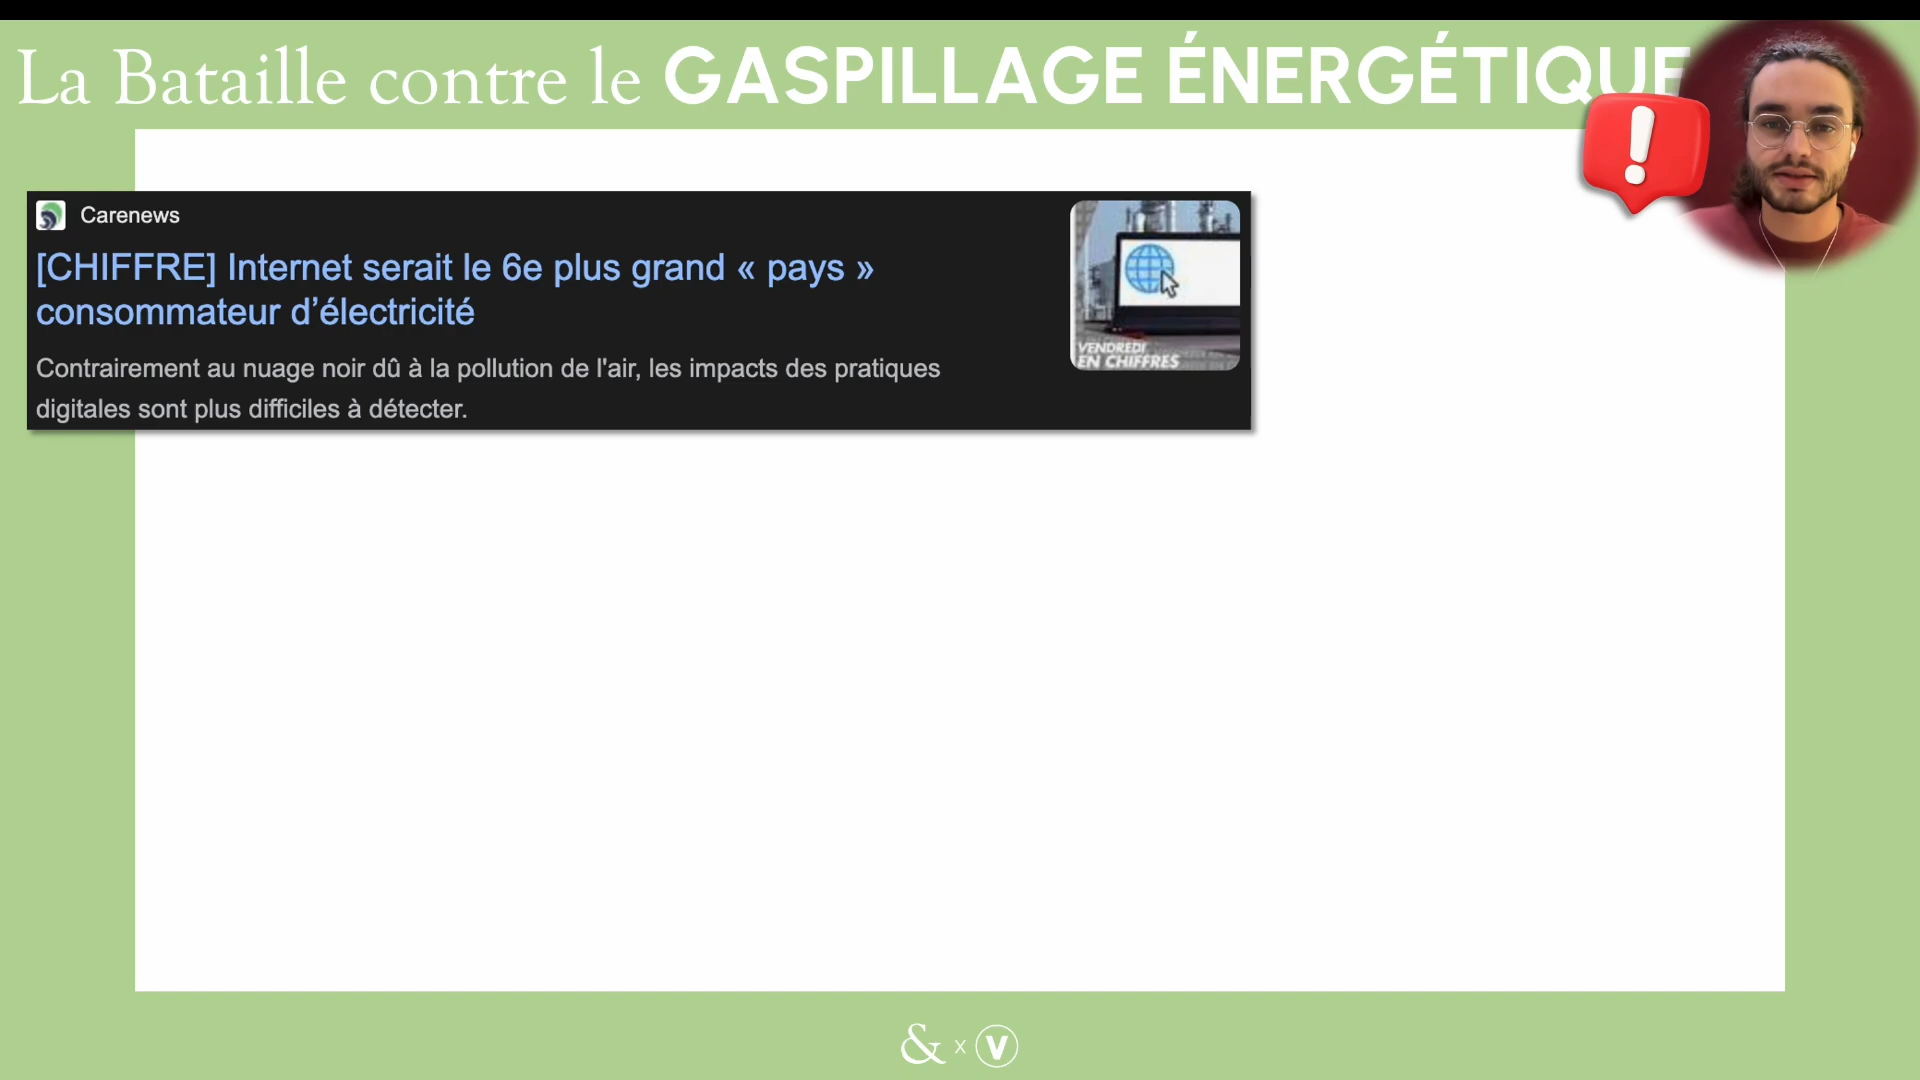 La Bataille contre le GASPILLAGE ÉNERGÉTIQUE
Carenews
[CHIFFRE] Internet serait le 6e plus grand « pays »
consommateur d’électricité
Contrairement au nuage noir dû à la pollution de l'air, les impacts des pratiques
digitales sont plus difficiles à détecter.
VENDREDI
EN CHIFFRES
& x V